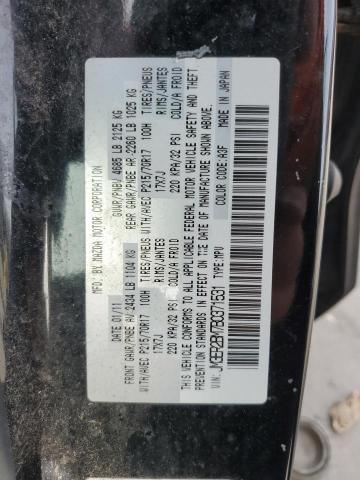 MFD. BY MAZDA MOTOR CORPORATION
DATE 01/11 GVWR/PNBV 4685 LB 2125 KG
FRONT GAWR/PNBE AV-2434 LB 1104 KG REAR GAWR/PNBE AR-2260 LB 1025 KG
WITH/AVEC P215/70R17 100H TIRES/PNEUS WITH/AVEC P215/70R17 100H TIRES/PNEUS
17X7J RIMS/JANTES 17X7J RIMS/JANTES
220 KPA/32 PSI COLD/A FROID 220 KPA/32 PSI COLD/A FROID
THIS VEHICLE CONFORMS TO ALL APPLICABLE FEDERAL MOTOR VEHICLE SAFETY AND THEFT
PREVENTION STANDARDS IN EFFECT ON THE DATE OF MANUFACTURE SHOWN ABOVE.
TYPE: MPV MADE IN JAPAN
VIN: COLOR CODE: A3F